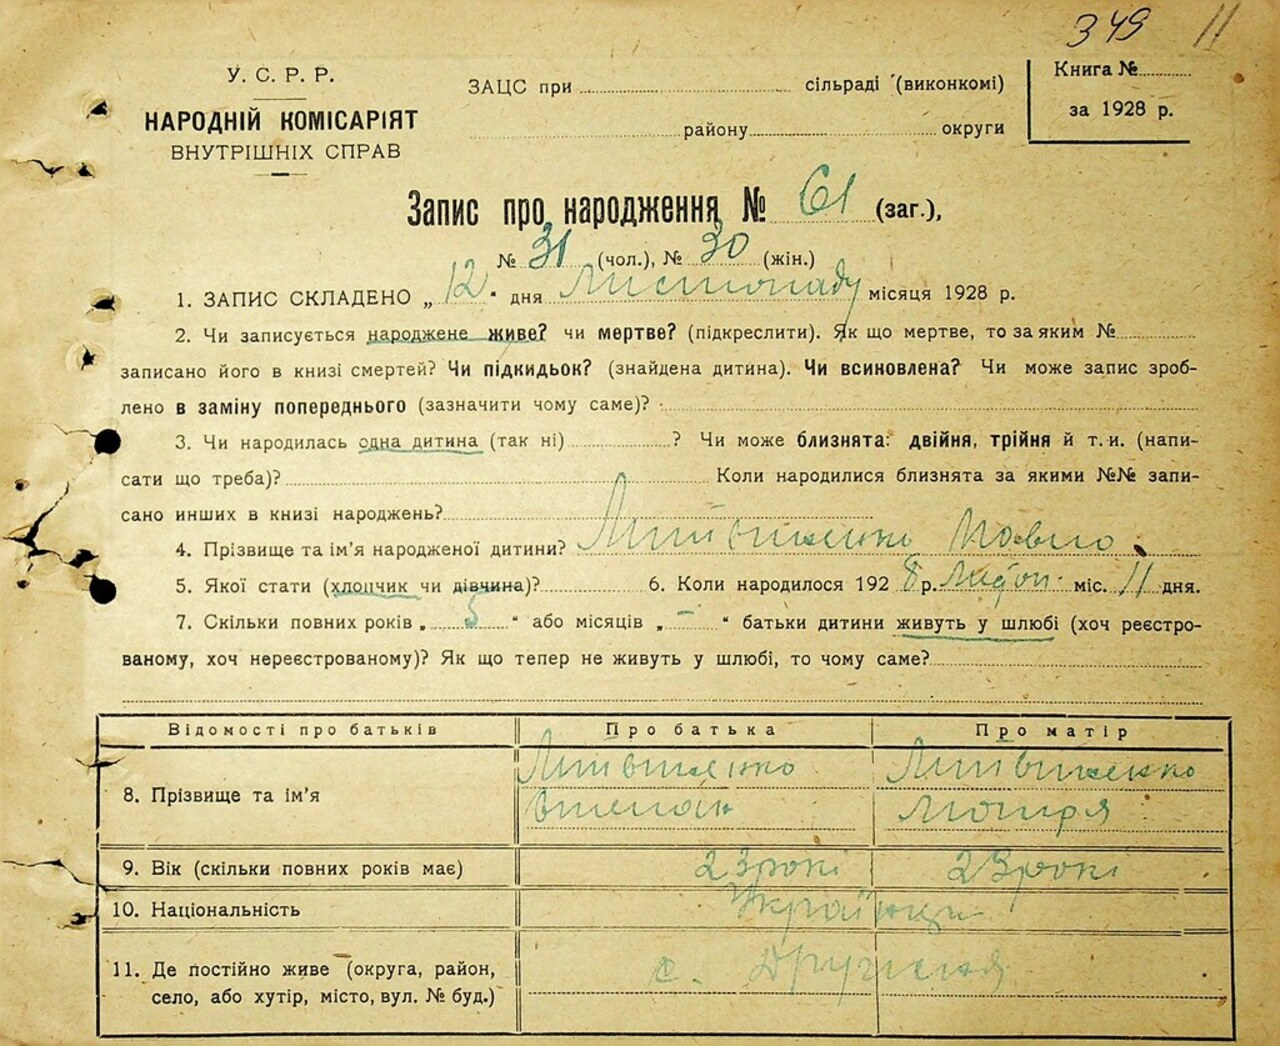 349 11
У. С. Р. Р.
НАРОДНІЙ КОМІСАРІЯТ
ВНУТРІШНІХ СПРАВ
ЗАЦС при сільраді (виконкомі)
району округи
Книга №
за 1928 р.
Запис про народження № 61 (заг.),
№ 31 (чол.), № 30 (жін.)
1. ЗАПИС СКЛАДЕНО „12“ дня Листопаду місяця 1928 р.
2. Чи записується народжене живе? чи мертве? (підкреслити). Як що мертве, то за яким №
записано його в книзі смертей? Чи підкидьок? (знайдена дитина). Чи всиновлена? Чи може запис зроб-
лено в заміну попереднього (зазначити чому саме)?
3. Чи народилась одна дитина (так ні) ? Чи може близнята: двійня, трійня й т. и. (напи-
сати що треба)? Коли народилися близнята за якими №№ запи-
сано инших в книзі народжень?
4. Прізвище та ім'я народженої дитини? Литвиненко Павло
5. Якої стати (хлопчик чи дівчина)? 6. Коли народилося 1928 р. міс. 11 дня.
7. Скільки повних років „ 5 “ або місяців „ – “ батьки дитини живуть у шлюбі (хоч реєстро-
ваному, хоч нереєстрованому)? Як що тепер не живуть у шлюбі, то чому саме?
Відомості про батьків Про батька Про матір
8. Прізвище та ім'я Литвиненко Литвиненко
Степан Мотря
9. Вік (скільки повних років має) 23 рокі 23 рокі
10. Національність Українці
11. Де постійно живе (округа, район,
село, або хутір, місто, вул. № буд.) с.